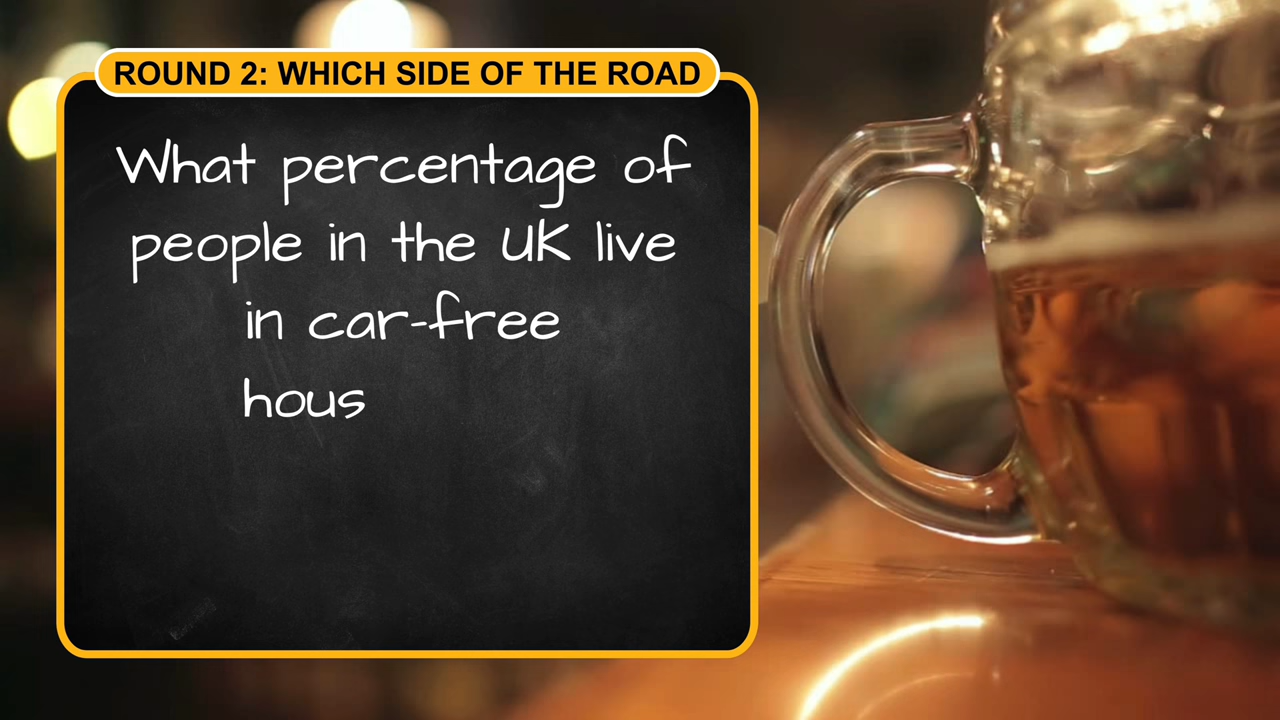 ROUND 2: WHICH SIDE OF THE ROAD
What percentage of
people in the UK live
in car-free
hous